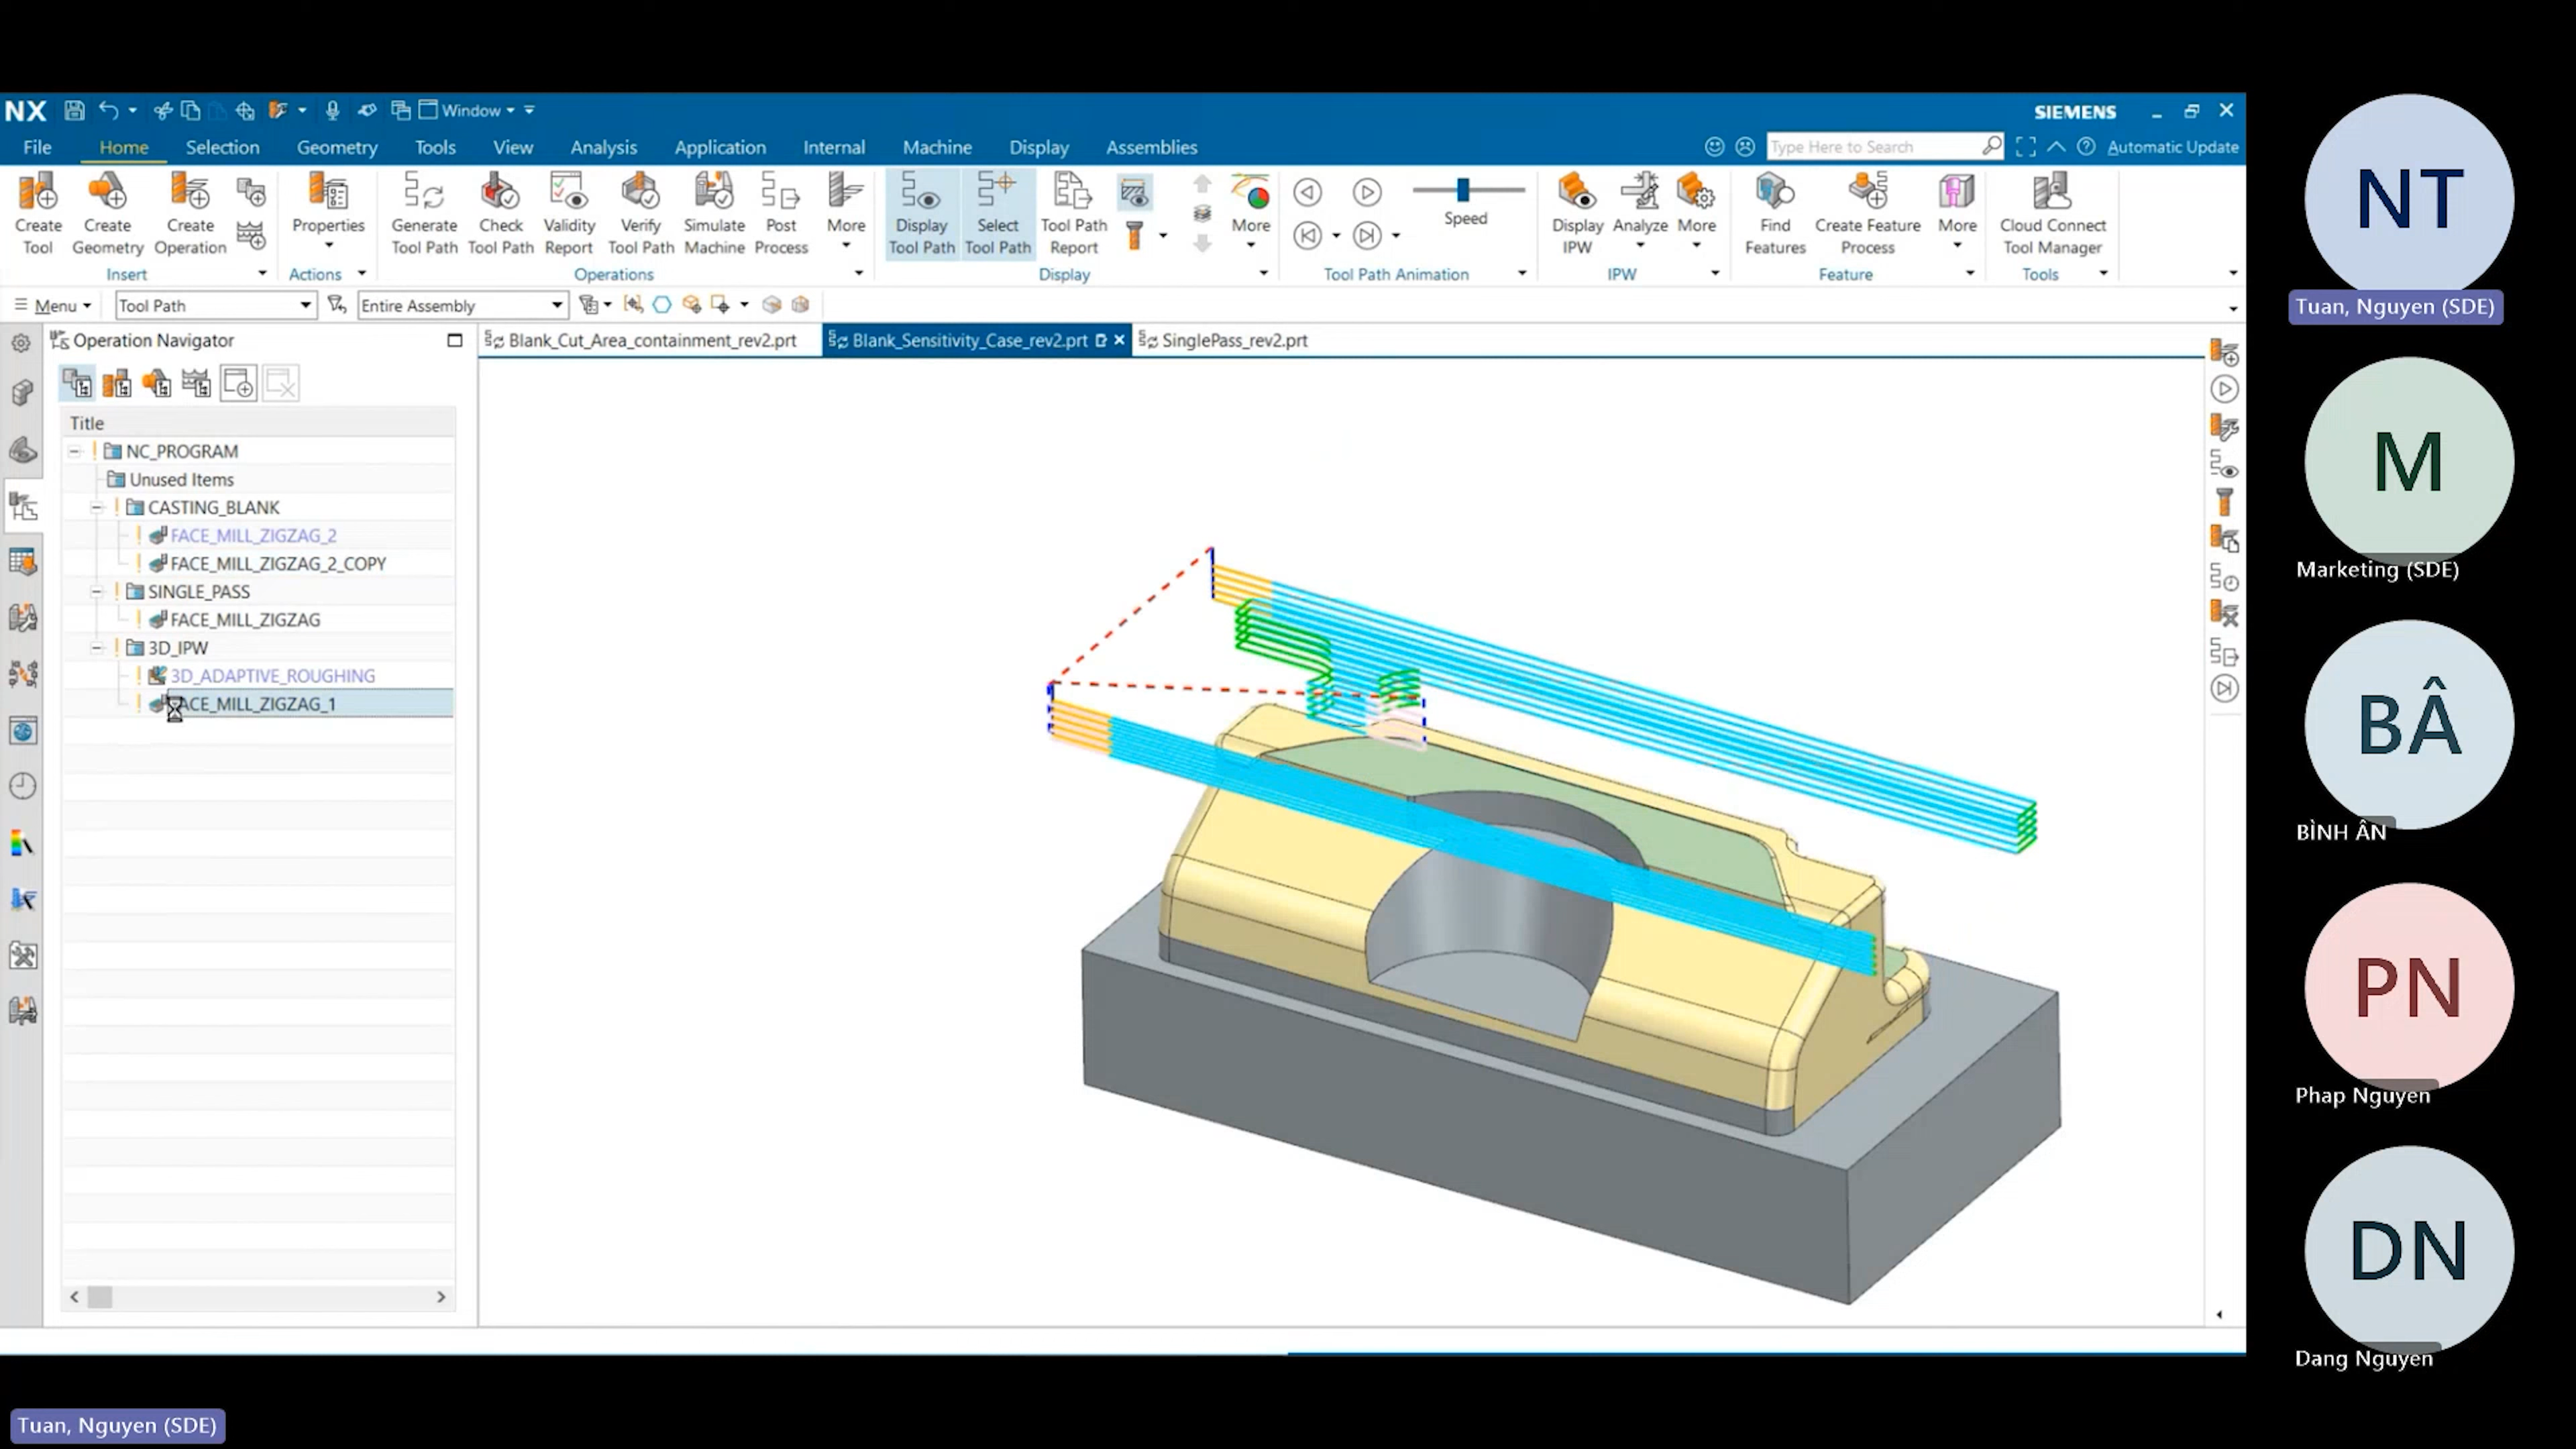 NX Window SIEMENS
File Home Selection Geometry Tools View Analysis Application Internal Machine Display Assemblies Type Here to Search Automatic Update
Create Tool
Create Geometry
Create Operation
Insert
Properties
Actions
Generate Tool Path
Check Tool Path
Validity Report
Verify Tool Path
Simulate Machine
Post Process
More
Operations
Display Tool Path
Select Tool Path
Tool Path Report
More
Display
Speed
Tool Path Animation
Display IPW
Analyze
More
IPW
Find Features
Create Feature Process
More
Feature
Cloud Connect Tool Manager
Tools
Menu Tool Path Entire Assembly
Operation Navigator
Blank_Cut_Area_containment_rev2.prt Blank_Sensitivity_Case_rev2.prt SinglePass_rev2.prt
Title
NC_PROGRAM
Unused Items
CASTING_BLANK
FACE_MILL_ZIGZAG_2
FACE_MILL_ZIGZAG_2_COPY
SINGLE_PASS
FACE_MILL_ZIGZAG
3D_IPW
3D_ADAPTIVE_ROUGHING
ACE_MILL_ZIGZAG_1
NT
Tuan, Nguyen (SDE)
M
Marketing (SDE)
BÂ
BÌNH ÂN
PN
Phap Nguyen
DN
Dang Nguyen
Tuan, Nguyen (SDE)